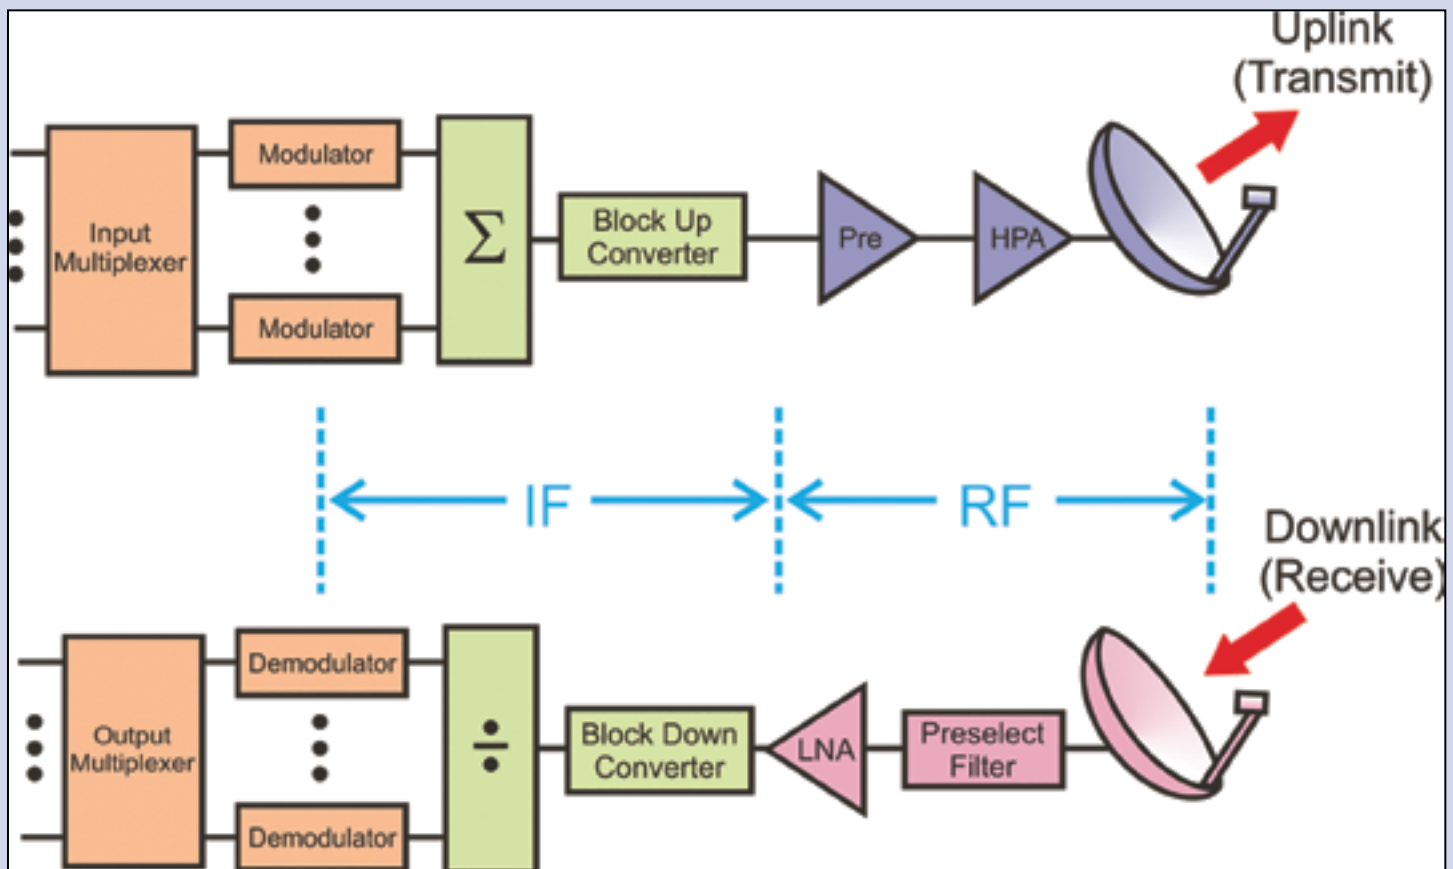 Uplink
(Transmit)
Modulator
Input
Multiplexer
Σ
Block Up
Converter
Pre
HPA
Modulator
IF
RF
Downlink
(Receive)
Demodulator
Output
Multiplexer
÷
Block Down
Converter
LNA
Preselect
Filter
Demodulator